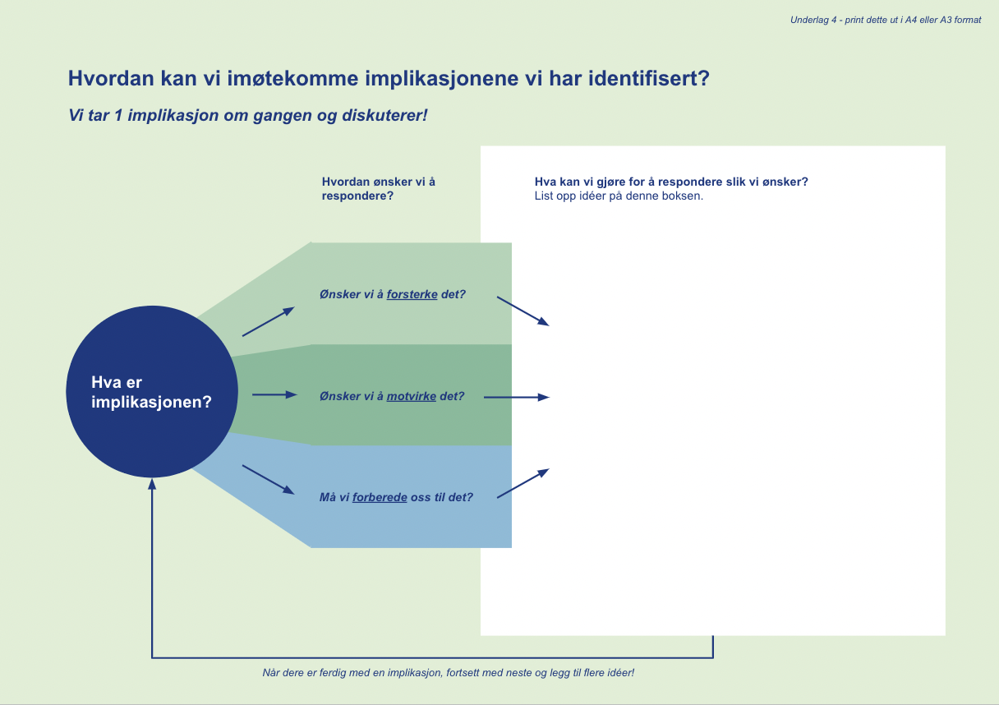 Underlag 4 - print dette ut i A4 eller A3 format
Hvordan kan vi imøtekomme implikasjonene vi har identifisert?
Vi tar 1 implikasjon om gangen og diskuterer!
Hvordan ønsker vi å
respondere?
Hva kan vi gjøre for å respondere slik vi ønsker?
List opp idéer på denne boksen.
Ønsker vi å forsterke det?
Hva er
implikasjonen?
Ønsker vi å motvirke det?
Må vi forberede oss til det?
Når dere er ferdig med en implikasjon, fortsett med neste og legg til flere idéer!